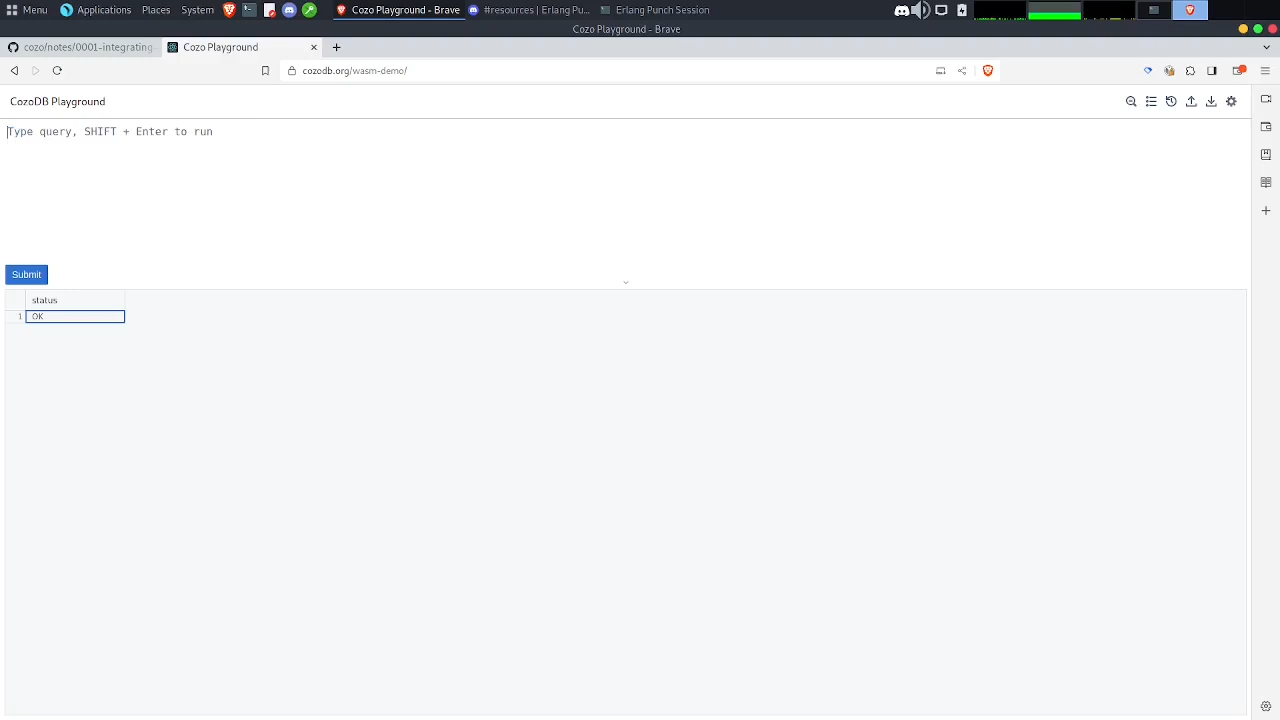 Menu Applications Places System Cozo Playground - Brave #resources | Erlang Pu... Erlang Punch Session
Cozo Playground - Brave
cozo/notes/0001-integrating- Cozo Playground
cozodb.org/wasm-demo/
CozoDB Playground
Type query, SHIFT + Enter to run
Submit
status
1 OK